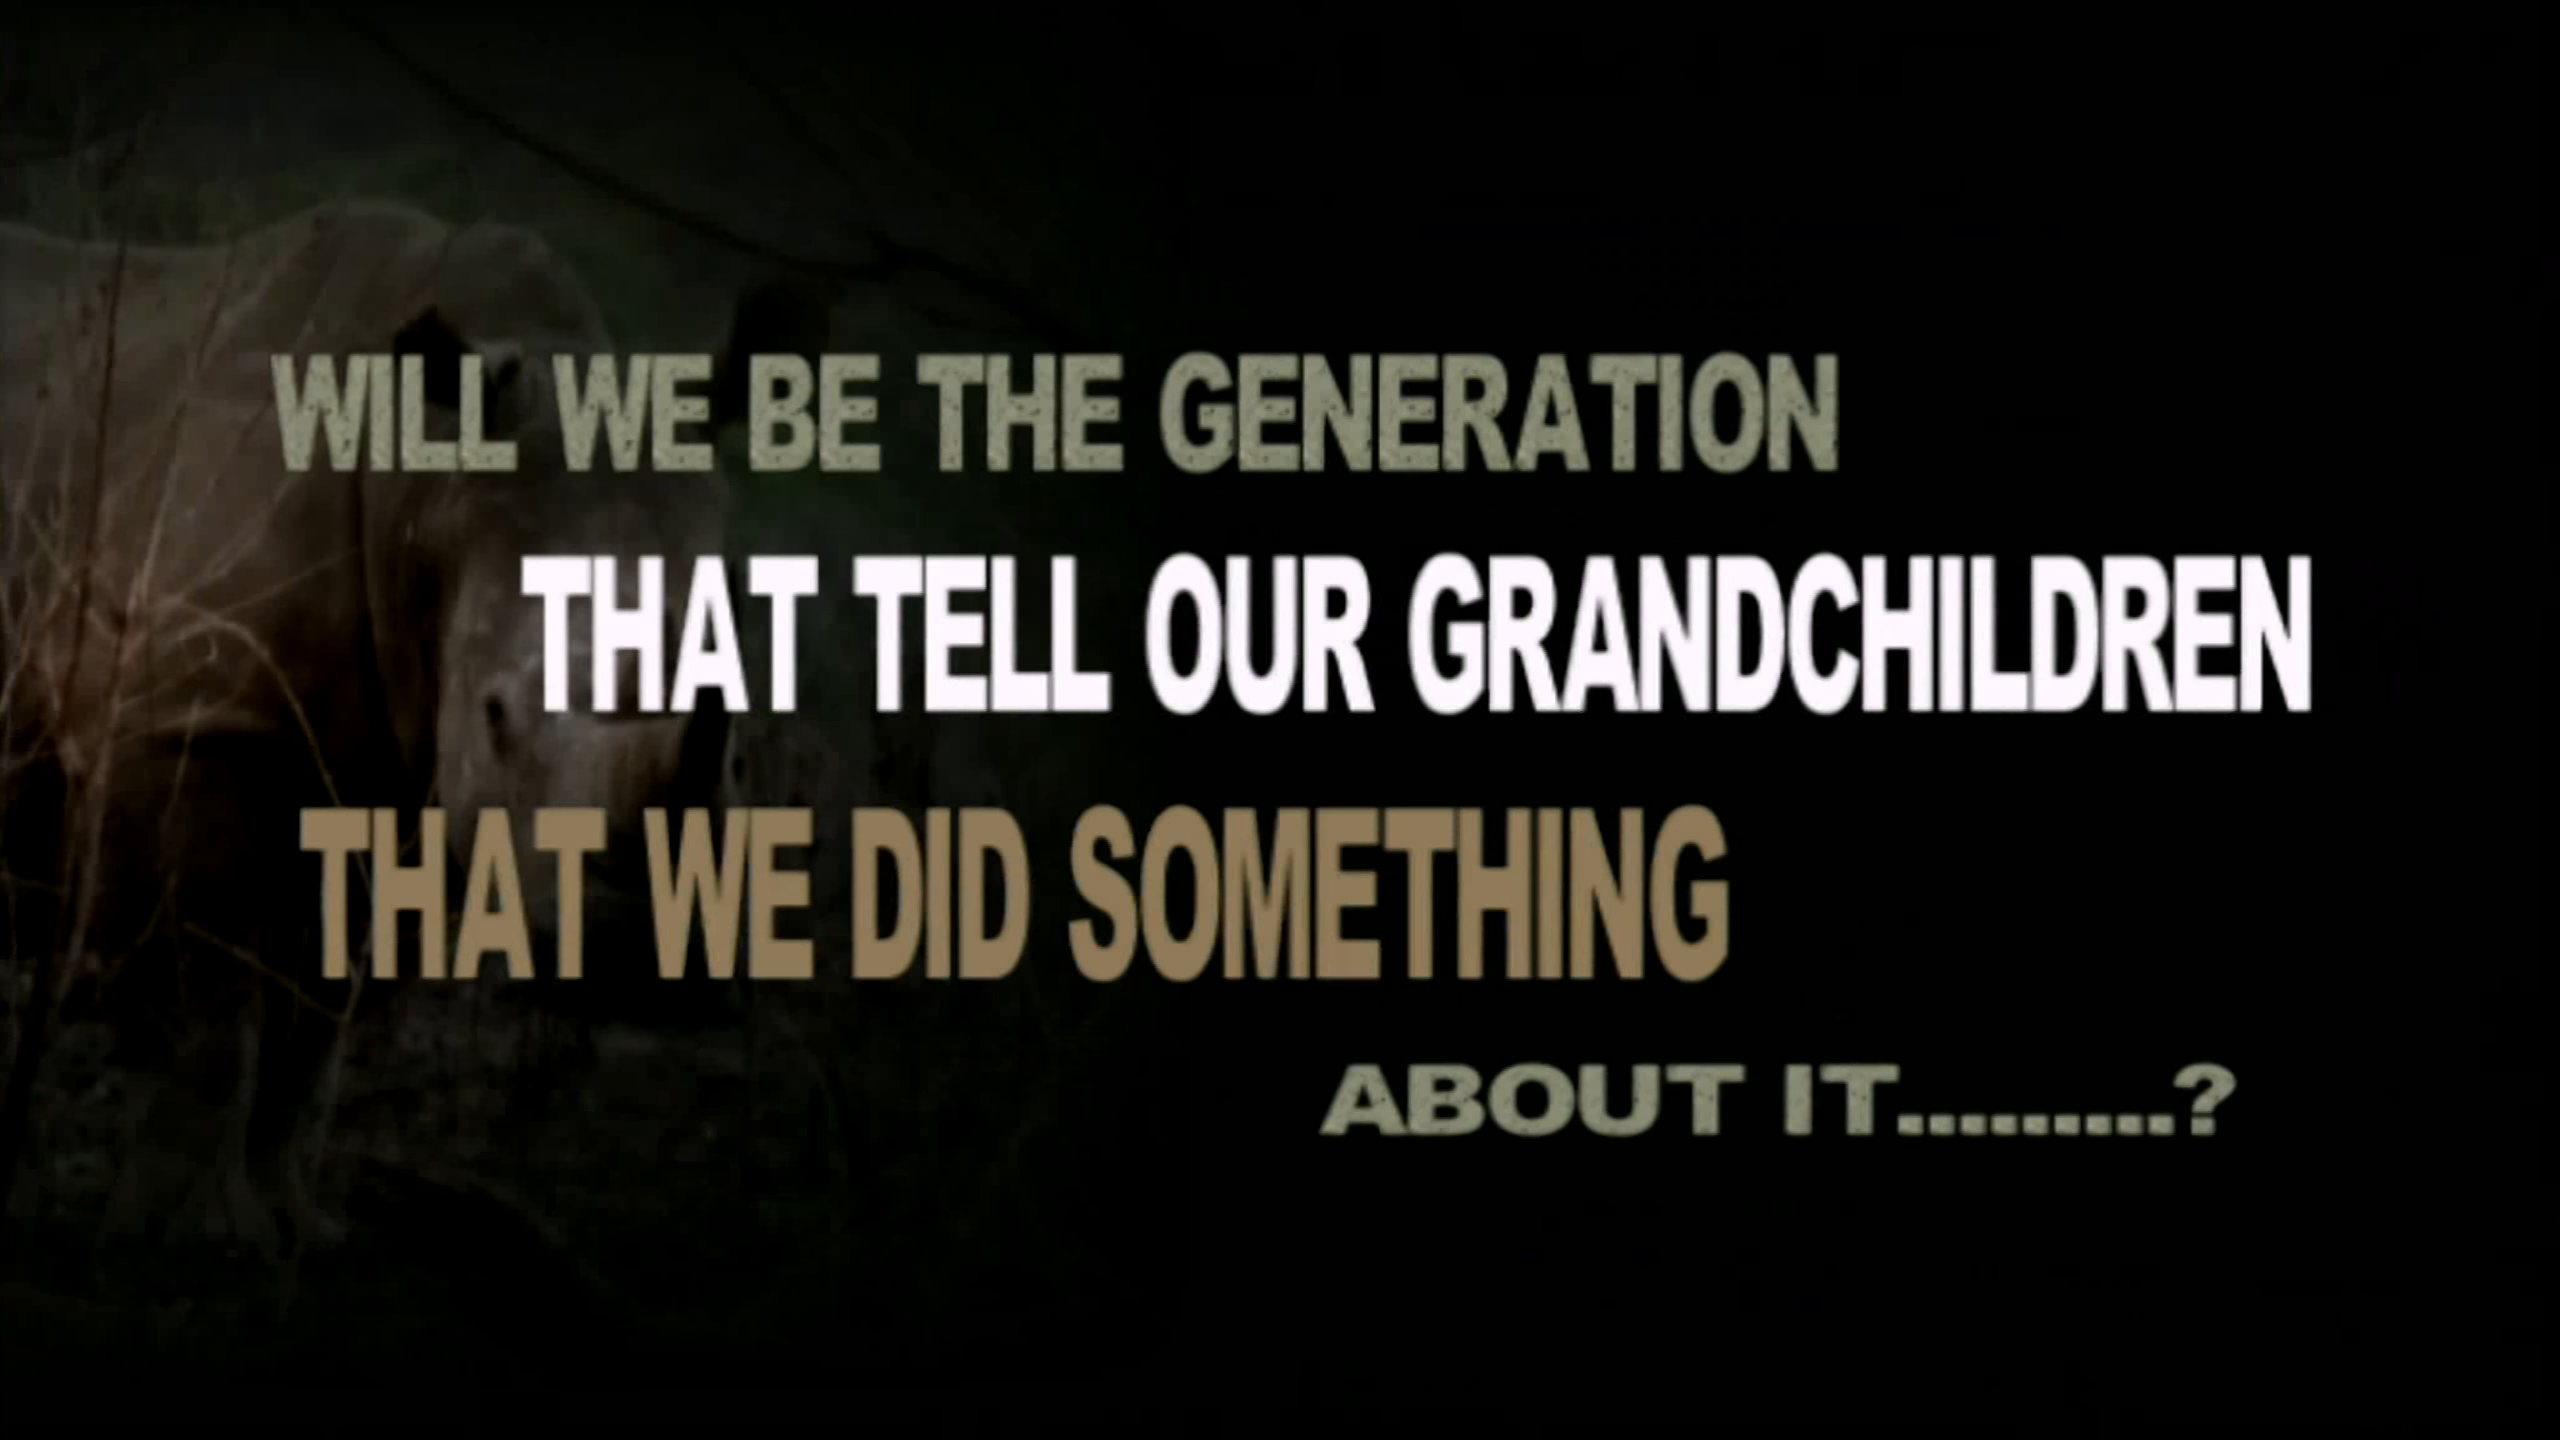 WILL WE BE THE GENERATION
THAT TELL OUR GRANDCHILDREN
THAT WE DID SOMETHING
ABOUT IT.........?